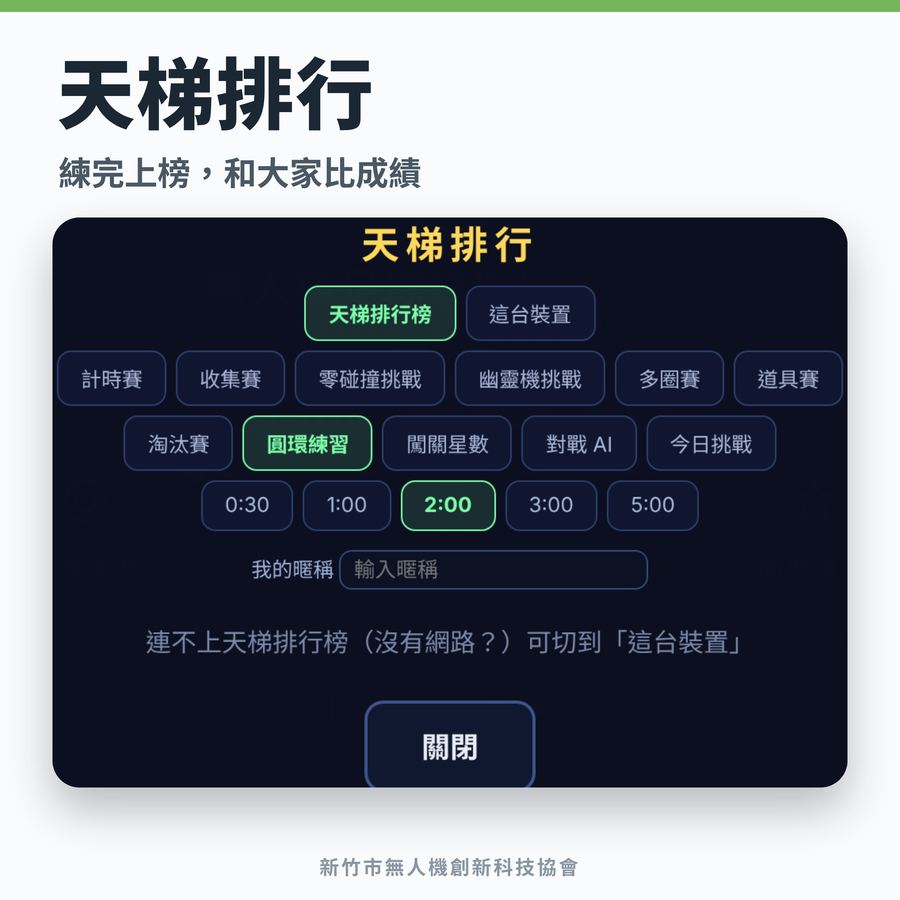 天梯排行
練完上榜，和大家比成績
天梯排行
天梯排行榜 這台裝置
計時賽 收集賽 零碰撞挑戰 幽靈機挑戰 多圈賽 道具賽
淘汰賽 圓環練習 闖關星數 對戰 AI 今日挑戰
0:30 1:00 2:00 3:00 5:00
我的暱稱 輸入暱稱
連不上天梯排行榜（沒有網路？）可切到「這台裝置」
關閉
新竹市無人機創新科技協會